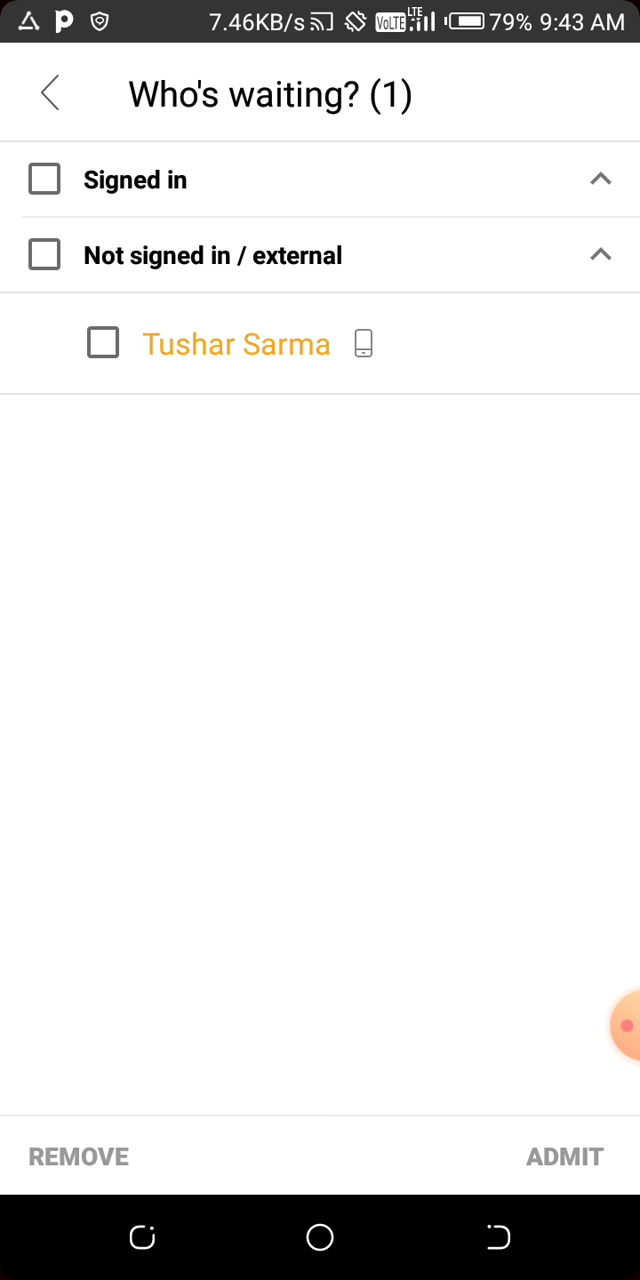 7.46KB/s VoLTE LTE 79% 9:43 AM
Who's waiting? (1)
Signed in
Not signed in / external
Tushar Sarma
REMOVE ADMIT